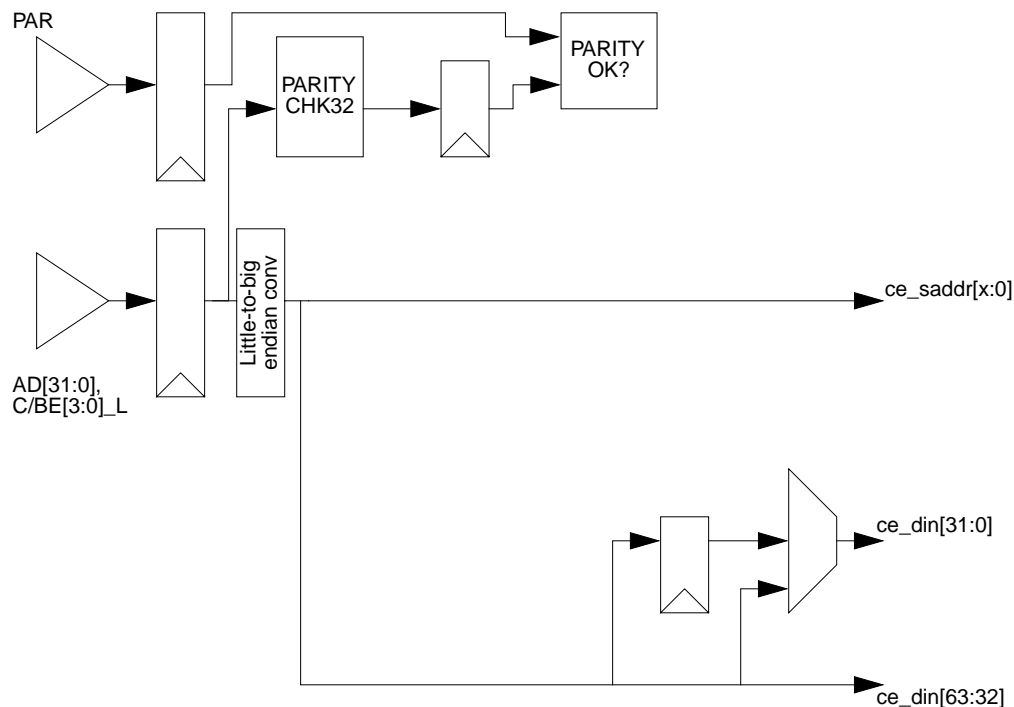 PAR
PARITY
CHK32
PARITY
OK?
Little-to-big
endian conv
ce_saddr[x:0]
AD[31:0],
C/BE[3:0]_L
ce_din[31:0]
ce_din[63:32]